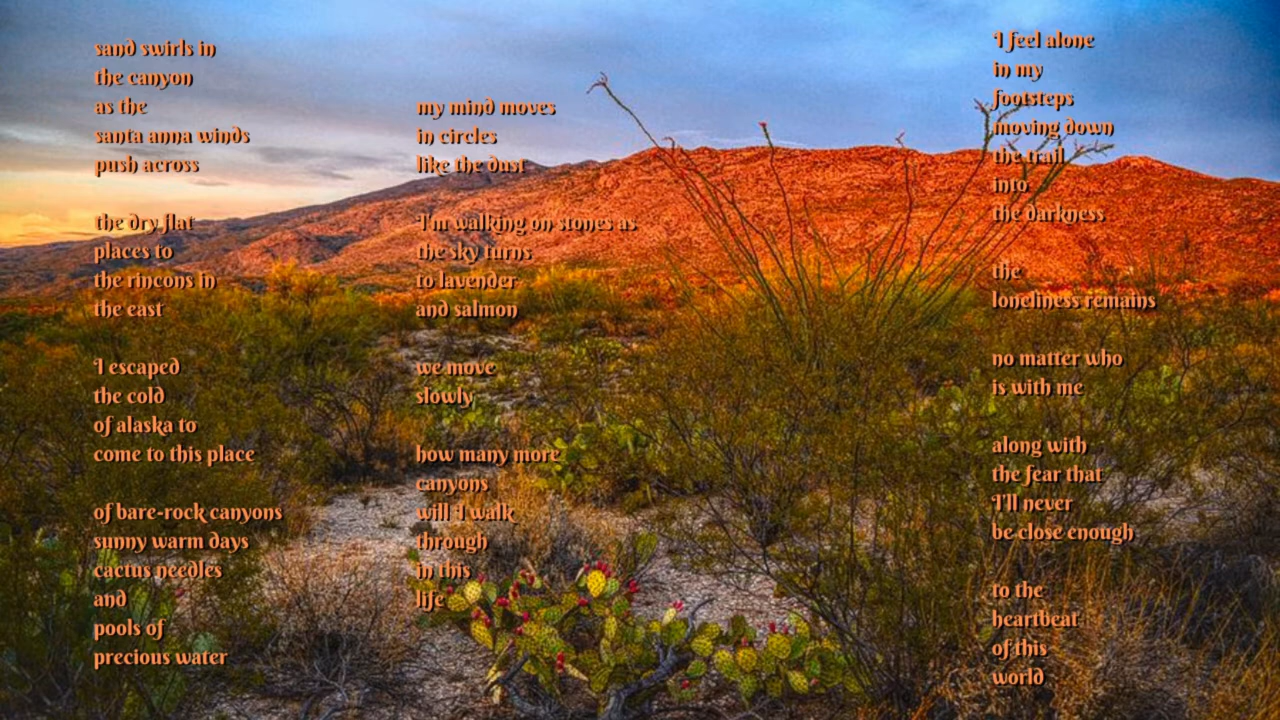 sand swirls in
the canyon
as the
santa anna winds
push across
the dry flat
places to
the rincons in
the east
I escaped
the cold
of alaska to
come to this place
of bare-rock canyons
sunny warm days
cactus needles
and
pools of
precious water
my mind moves
in circles
like the dust
I'm walking on stones as
the sky turns
to lavender
and salmon
we move
slowly
how many more
canyons
will I walk
through
in this
life
I feel alone
in my
footsteps
moving down
the trail
into
the darkness
the
loneliness remains
no matter who
is with me
along with
the fear that
I'll never
be close enough
to the
heartbeat
of this
world